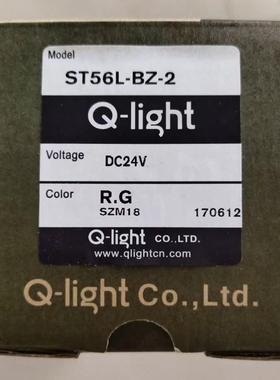 Model
ST56L-BZ-2
Q-light
Voltage
DC24V
Color
R.G
SZM18
170612
Q-light CO.,LTD.
www.qlightcn.com
Q-light Co.,Ltd.